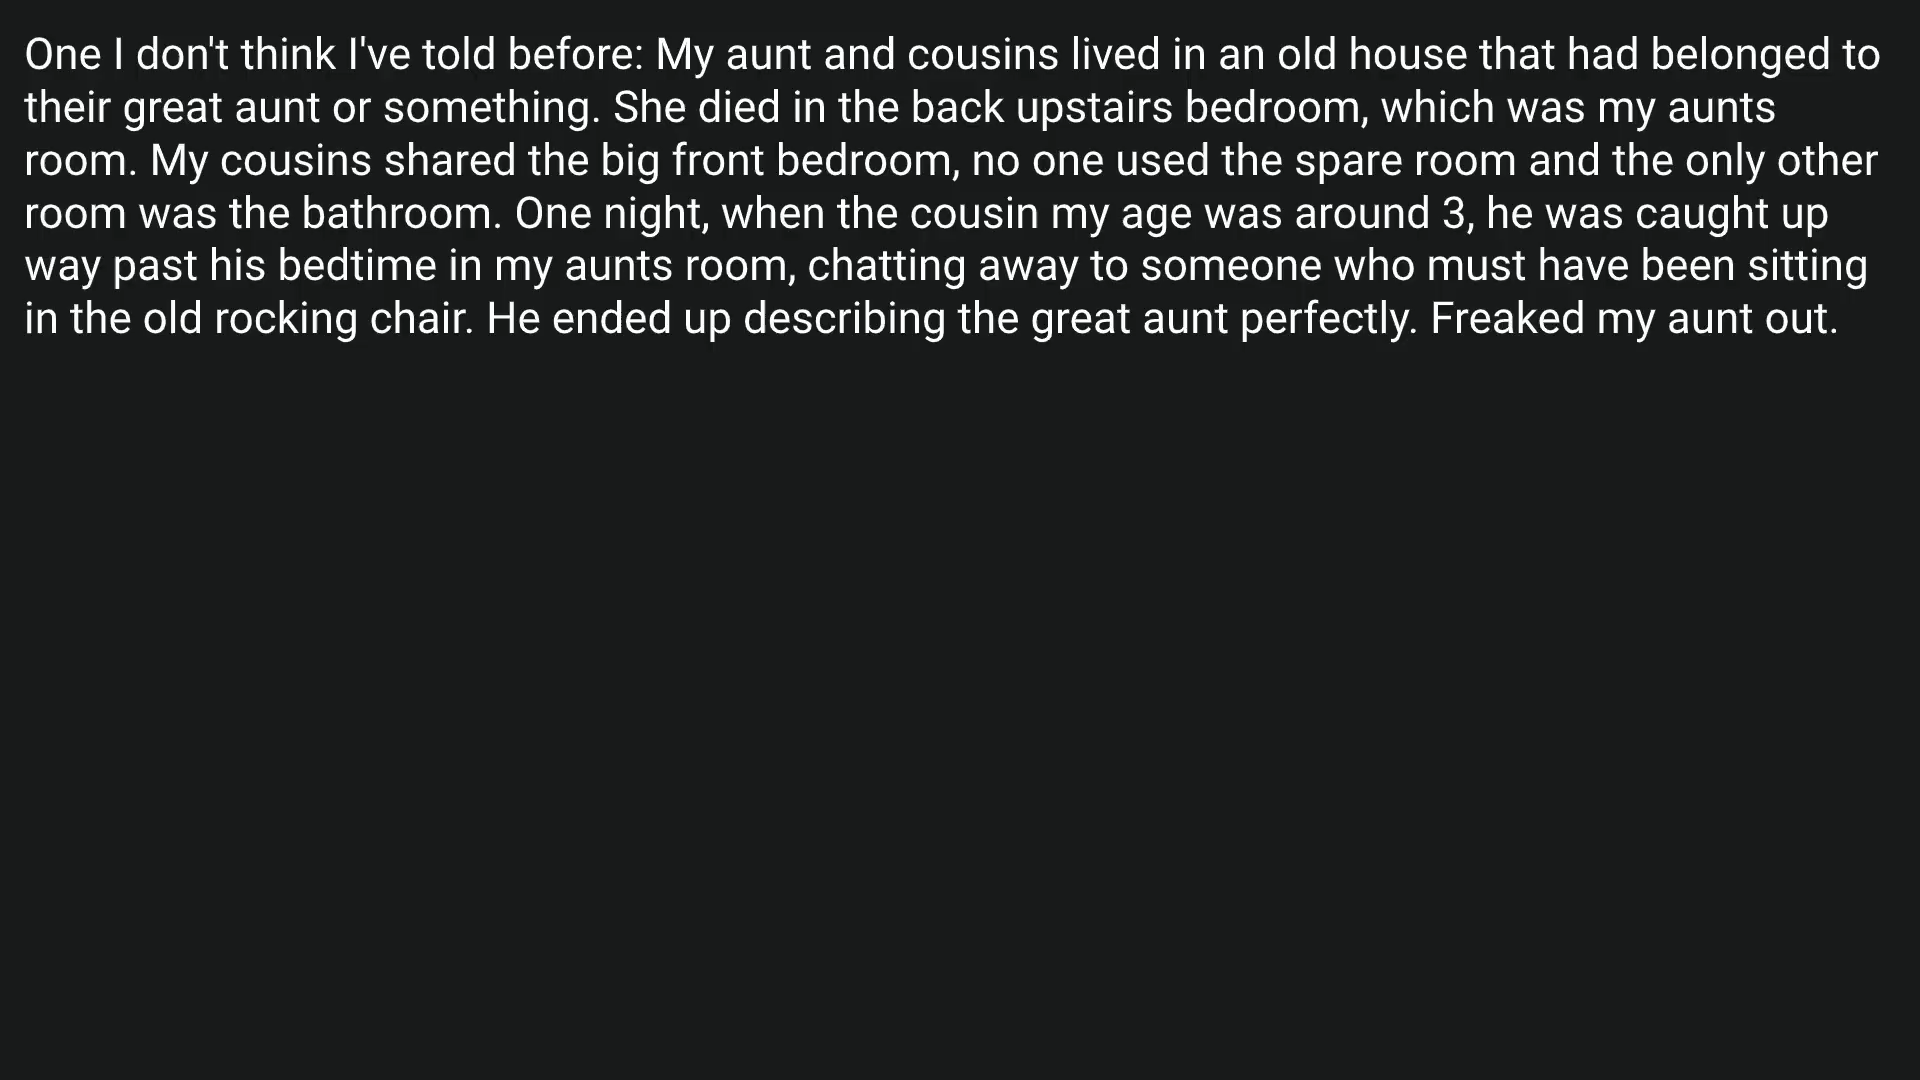 One I don't think I've told before: My aunt and cousins lived in an old house that had belonged to
their great aunt or something. She died in the back upstairs bedroom, which was my aunts
room. My cousins shared the big front bedroom, no one used the spare room and the only other
room was the bathroom. One night, when the cousin my age was around 3, he was caught up
way past his bedtime in my aunts room, chatting away to someone who must have been sitting
in the old rocking chair. He ended up describing the great aunt perfectly. Freaked my aunt out.